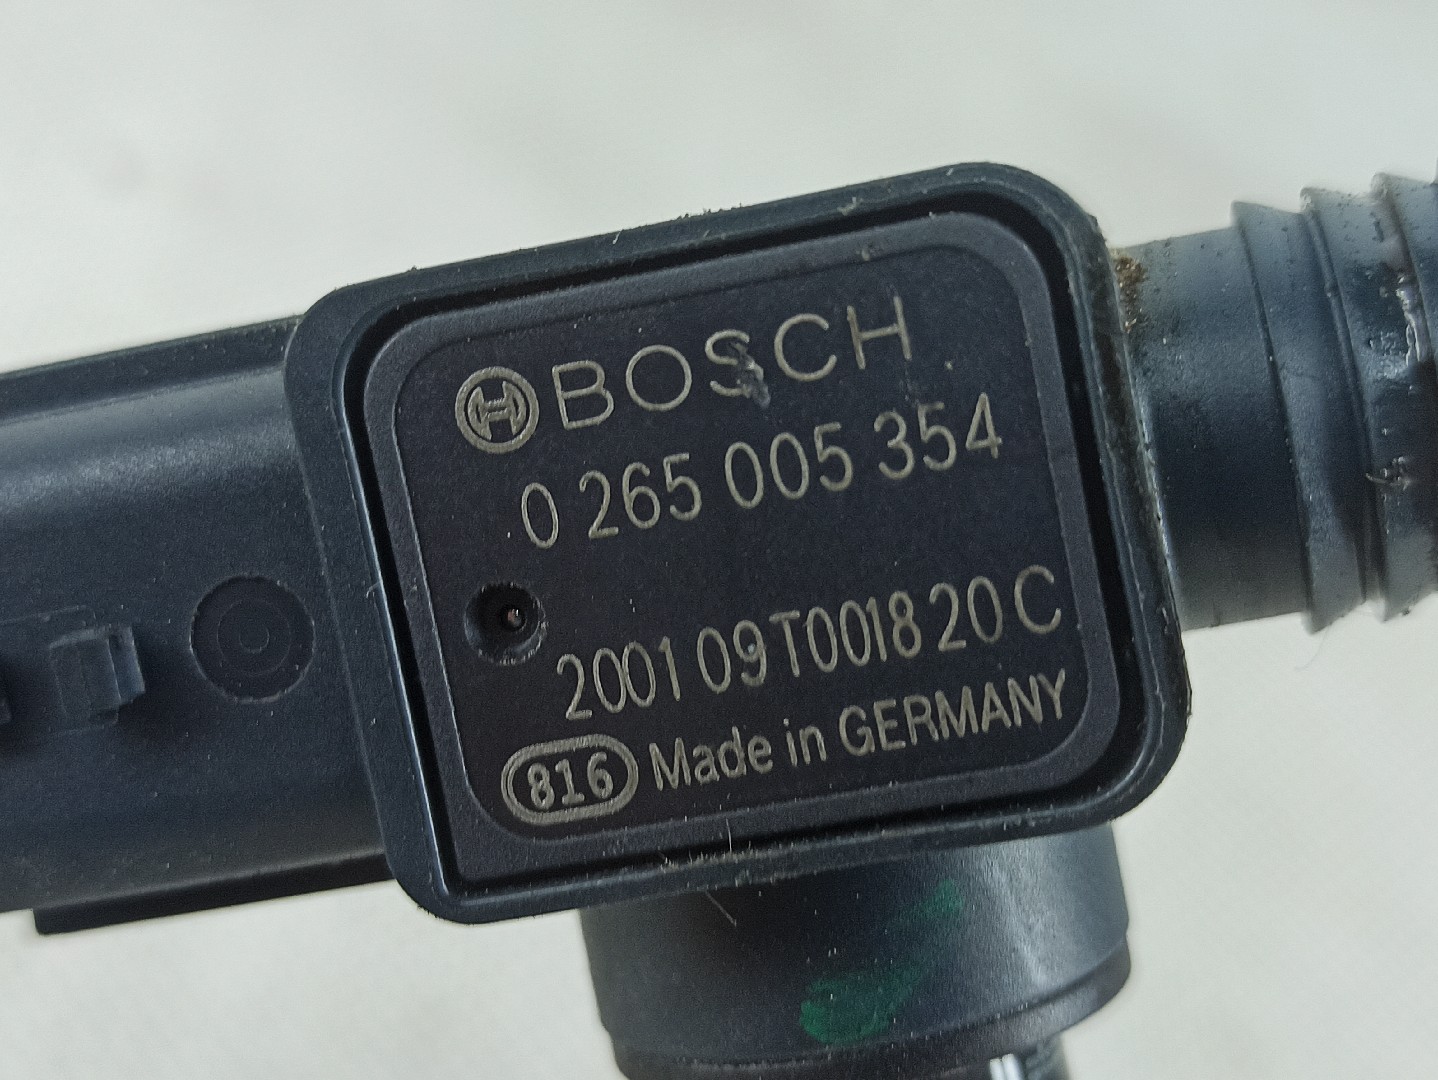 BOSCH
0 265 005 354
2001 09T0018 20 C
816 Made in GERMANY